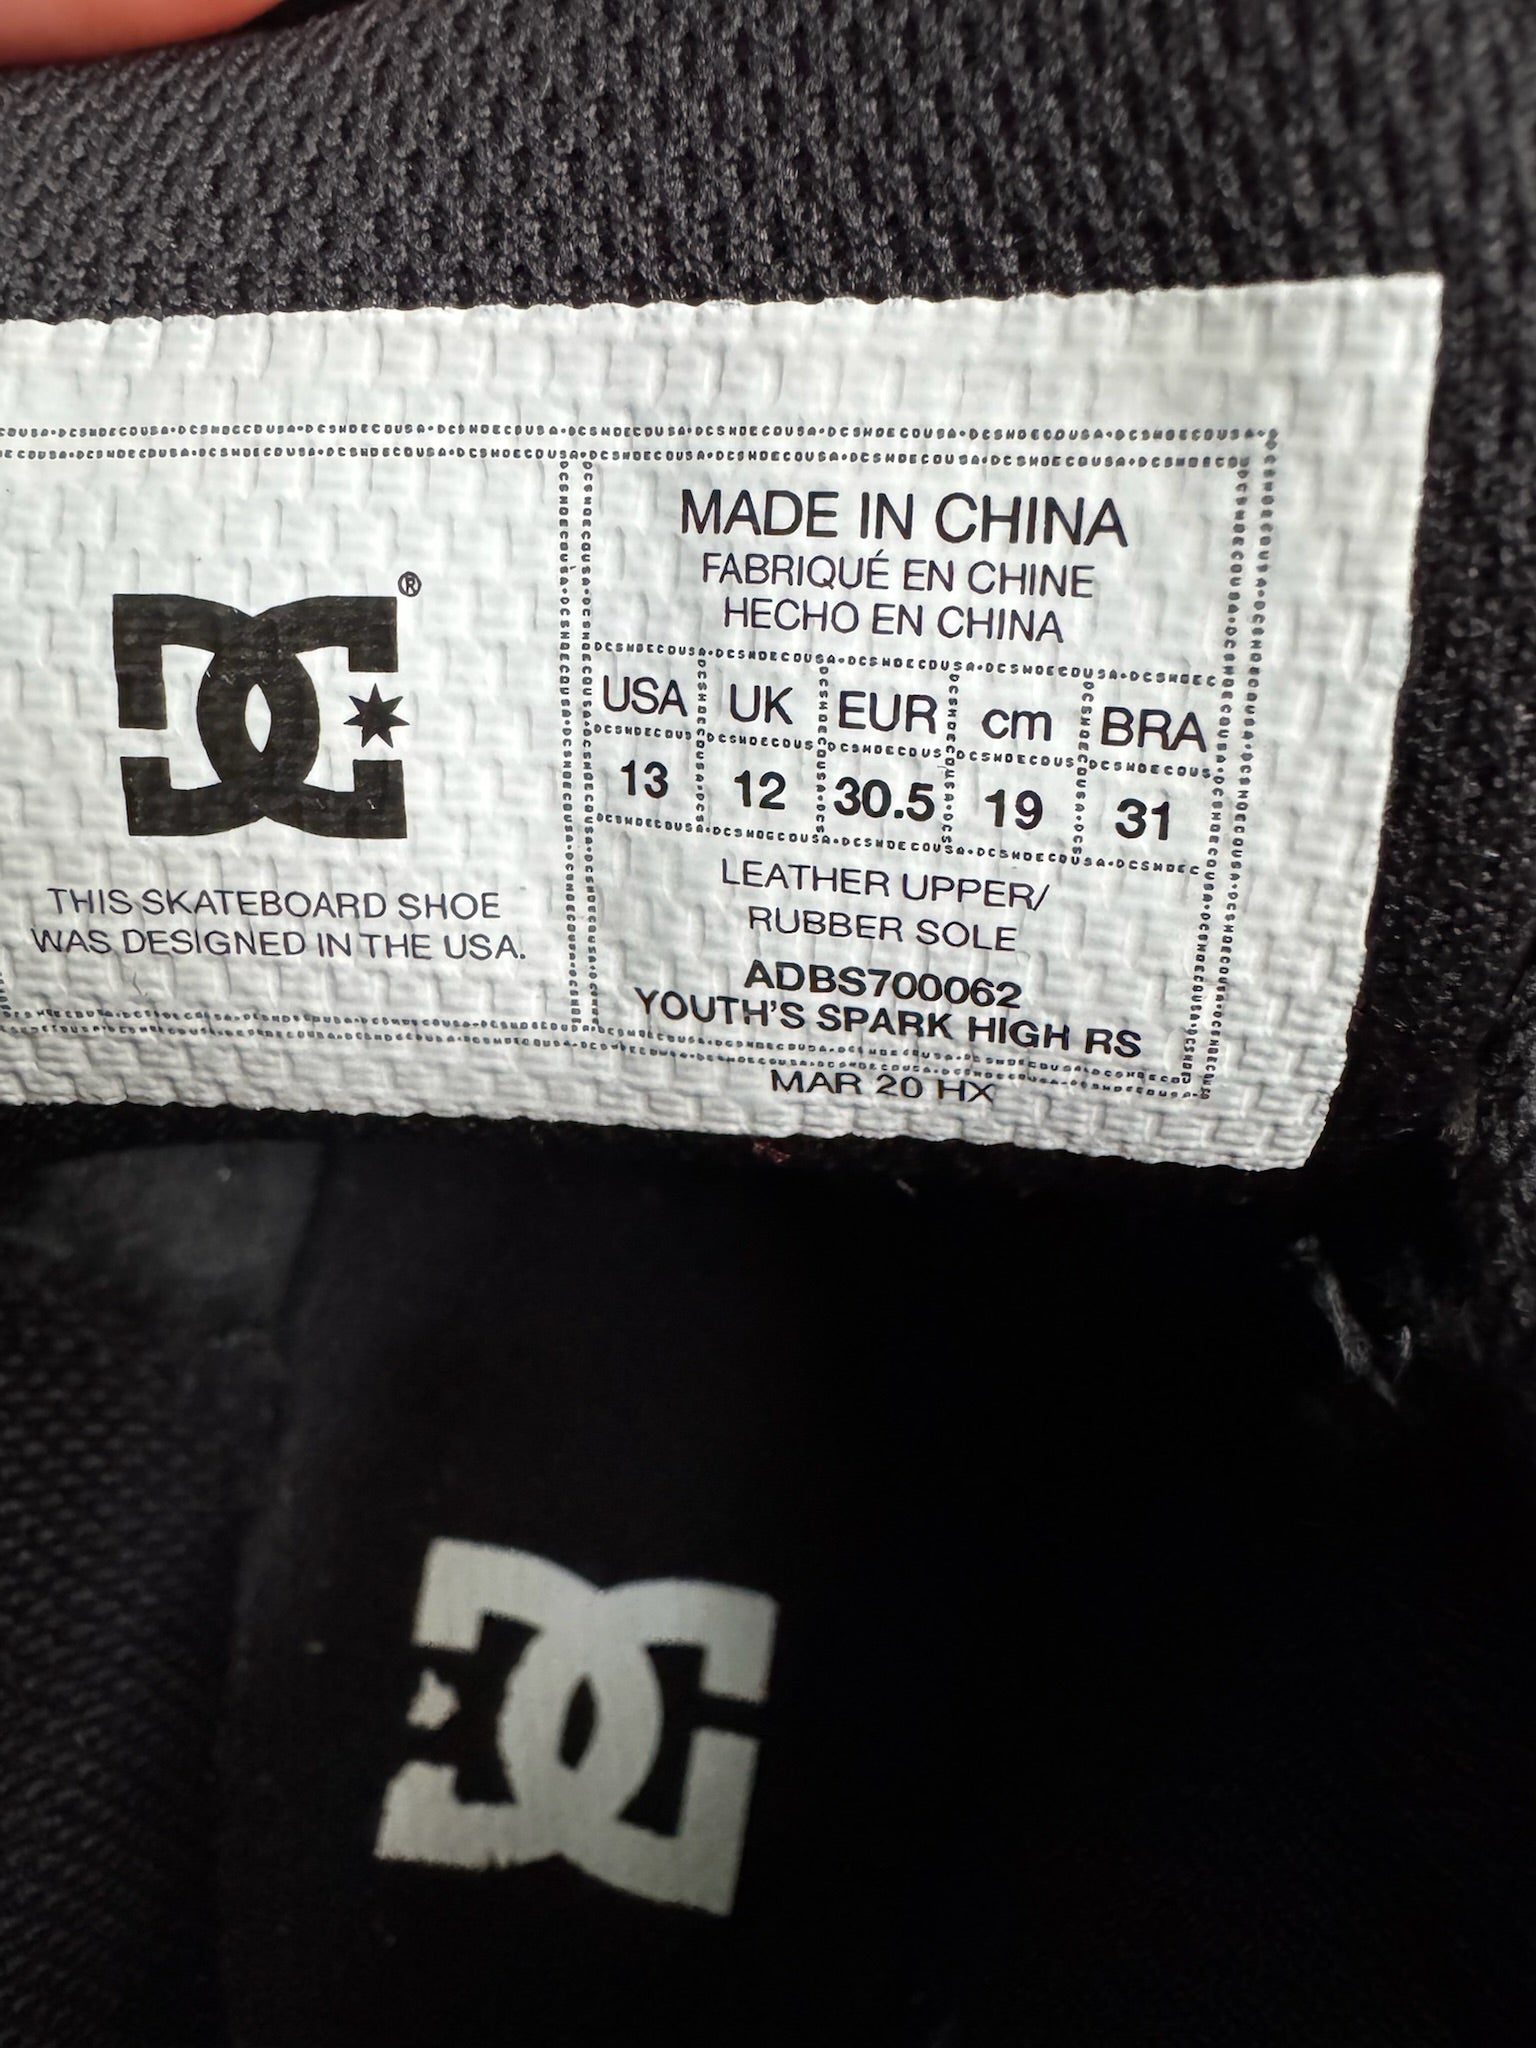 DC®
THIS SKATEBOARD SHOE
WAS DESIGNED IN THE USA.
MADE IN CHINA
FABRIQUÉ EN CHINE
HECHO EN CHINA
USA UK EUR cm BRA
13 12 30.5 19 31
LEATHER UPPER/
RUBBER SOLE
ADBS700062
YOUTH'S SPARK HIGH RS
MAR 20 HX
DC